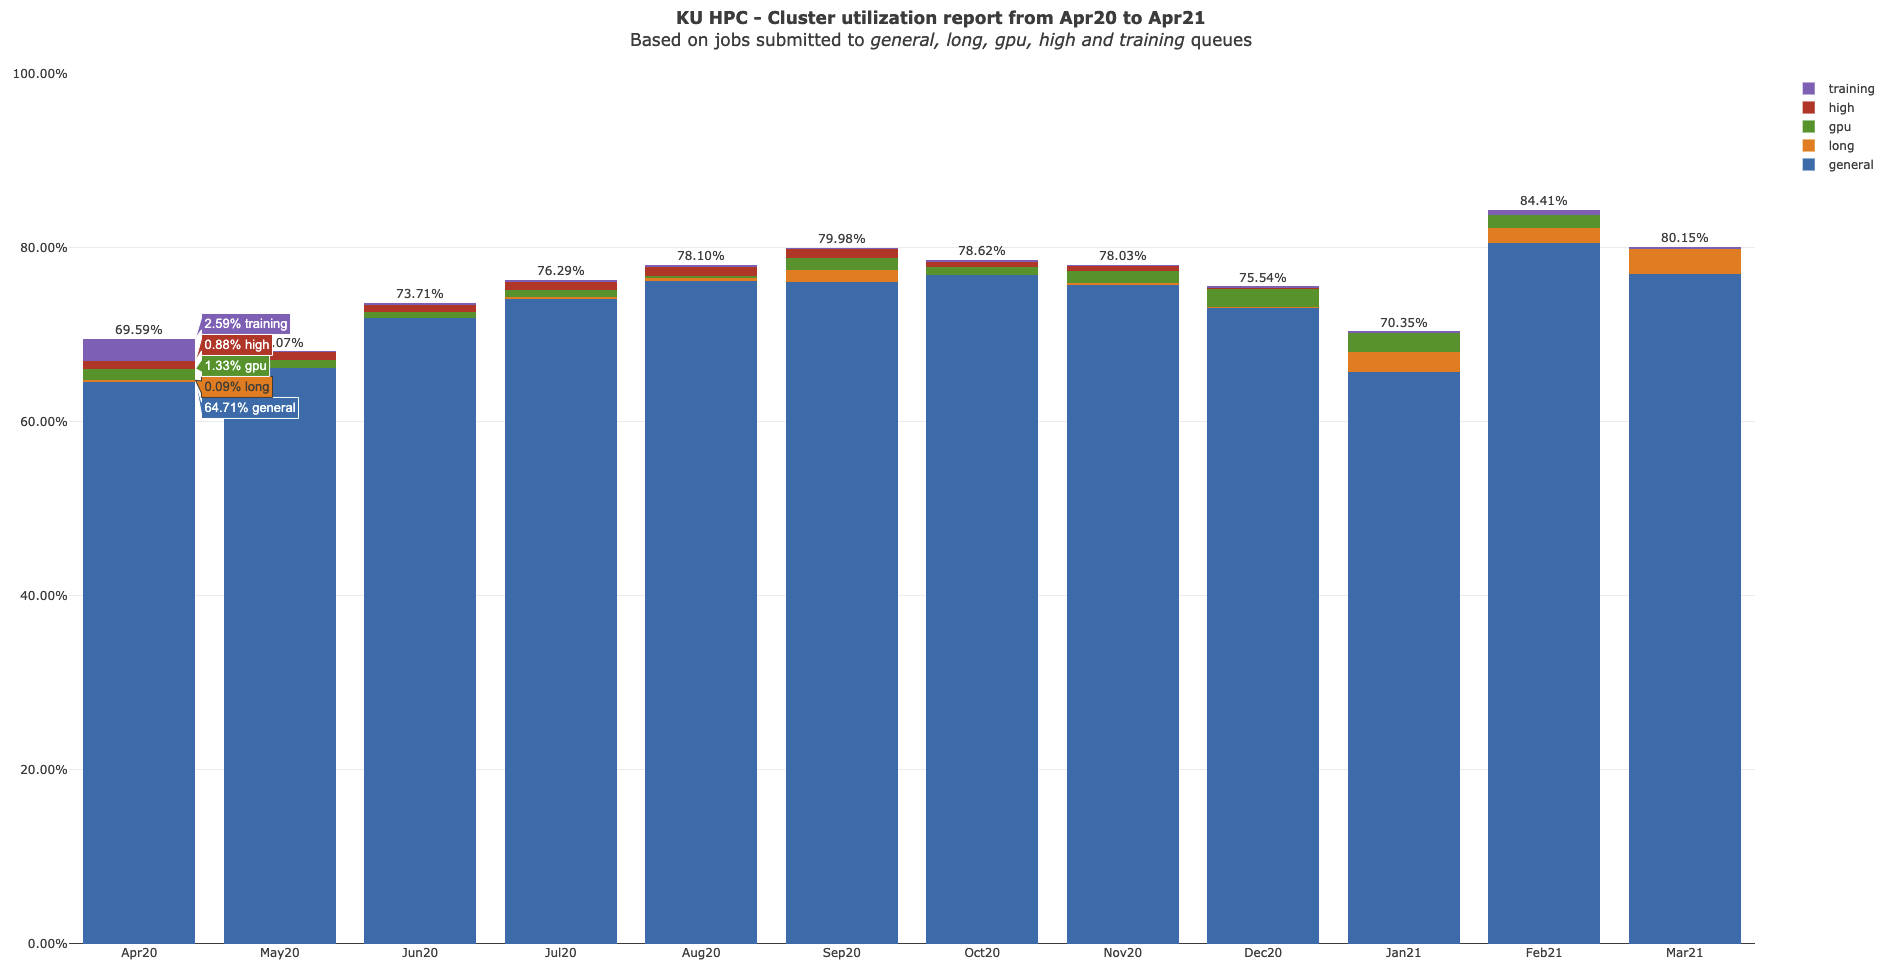 KU HPC - Cluster utilization report from Apr20 to Apr21
Based on jobs submitted to general, long, gpu, high and training queues
100.00%
80.00%
60.00%
40.00%
20.00%
0.00%
training
high
gpu
long
general
69.59%
.07%
73.71%
76.29%
78.10%
79.98%
78.62%
78.03%
75.54%
70.35%
84.41%
80.15%
2.59% training
0.88% high
1.33% gpu
0.09% long
64.71% general
Apr20
May20
Jun20
Jul20
Aug20
Sep20
Oct20
Nov20
Dec20
Jan21
Feb21
Mar21